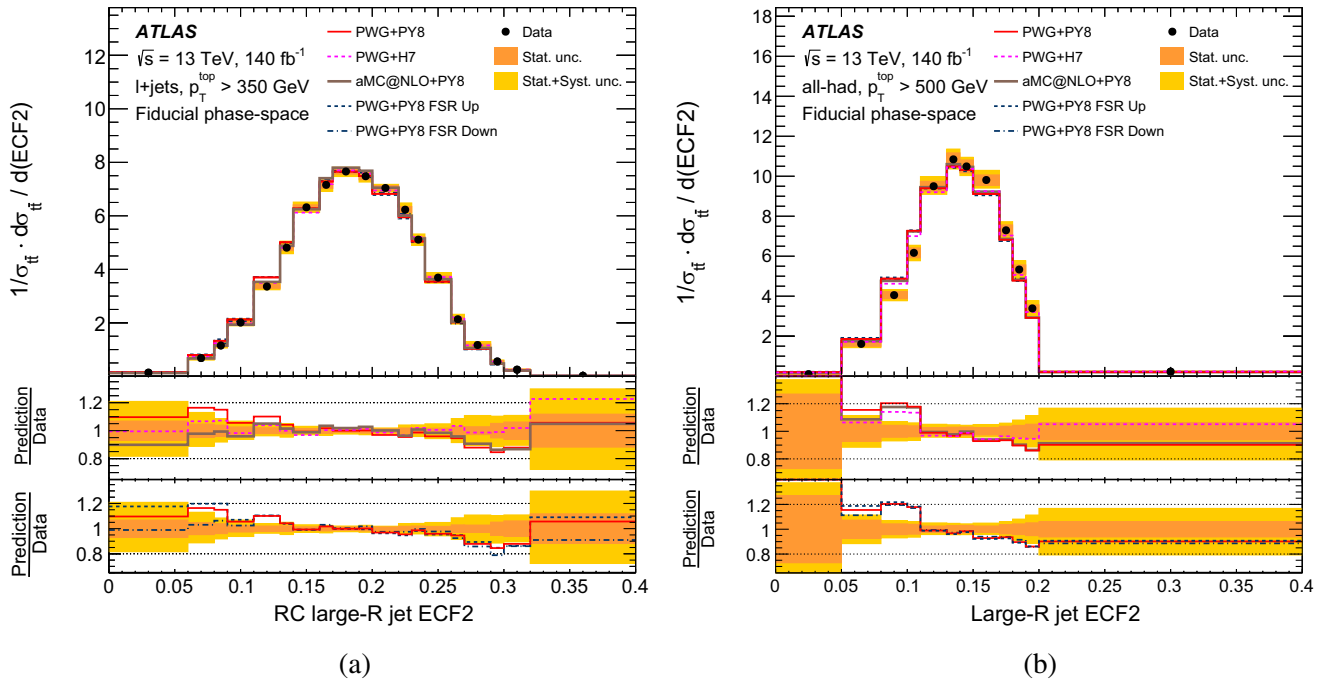 ATLAS
√s = 13 TeV, 140 fb⁻¹
l+jets, p_T^top > 350 GeV
Fiducial phase-space
PWG+PY8
PWG+H7
aMC@NLO+PY8
PWG+PY8 FSR Up
PWG+PY8 FSR Down
Data
Stat. unc.
Stat.+Syst. unc.
1/σ_tt̄ · dσ_tt̄ / d(ECF2)
12
10
8
6
4
2
Prediction
Data
1.2
1
0.8
Prediction
Data
1.2
1
0.8
0 0.05 0.1 0.15 0.2 0.25 0.3 0.35 0.4
RC large-R jet ECF2
(a)
ATLAS
√s = 13 TeV, 140 fb⁻¹
all-had, p_T^top > 500 GeV
Fiducial phase-space
PWG+PY8
PWG+H7
aMC@NLO+PY8
PWG+PY8 FSR Up
PWG+PY8 FSR Down
Data
Stat. unc.
Stat.+Syst. unc.
1/σ_tt̄ · dσ_tt̄ / d(ECF2)
18
16
14
12
10
8
6
4
2
Prediction
Data
1.2
1
0.8
Prediction
Data
1.2
1
0.8
0 0.05 0.1 0.15 0.2 0.25 0.3 0.35 0.4
Large-R jet ECF2
(b)